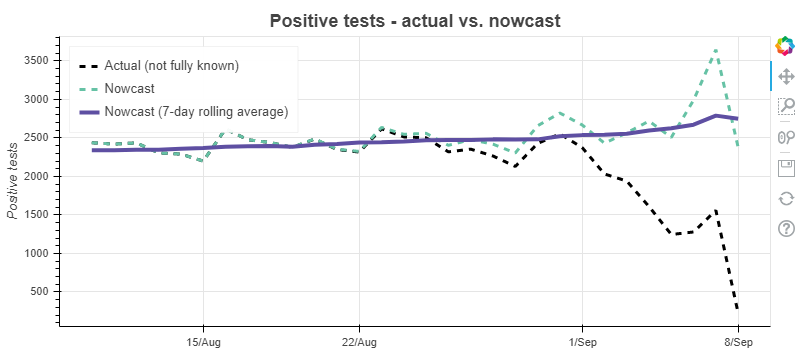 Positive tests - actual vs. nowcast
Actual (not fully known)
Nowcast
Nowcast (7-day rolling average)
Positive tests
3500
3000
2500
2000
1500
1000
500
15/Aug
22/Aug
1/Sep
8/Sep